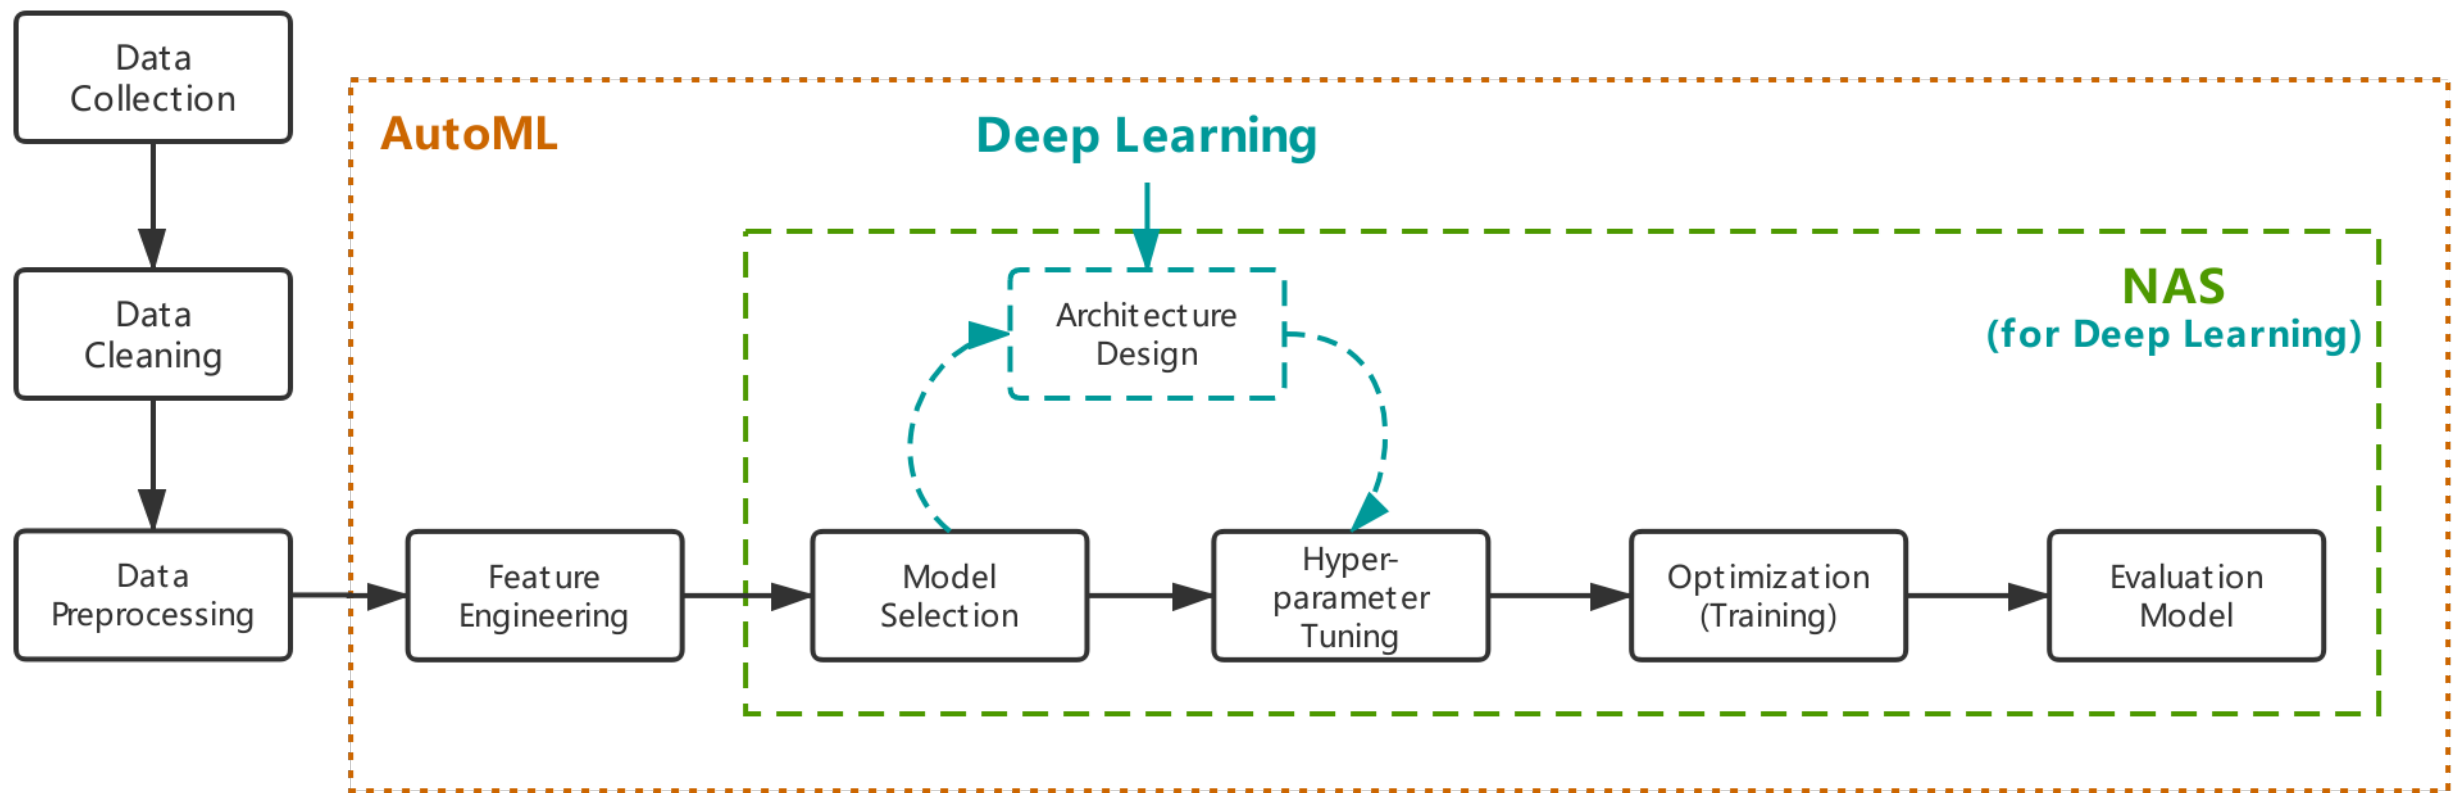 Data
Collection
Data
Cleaning
Data
Preprocessing
AutoML
Deep Learning
NAS
(for Deep Learning)
Architecture
Design
Feature
Engineering
Model
Selection
Hyper-
parameter
Tuning
Optimization
(Training)
Evaluation
Model